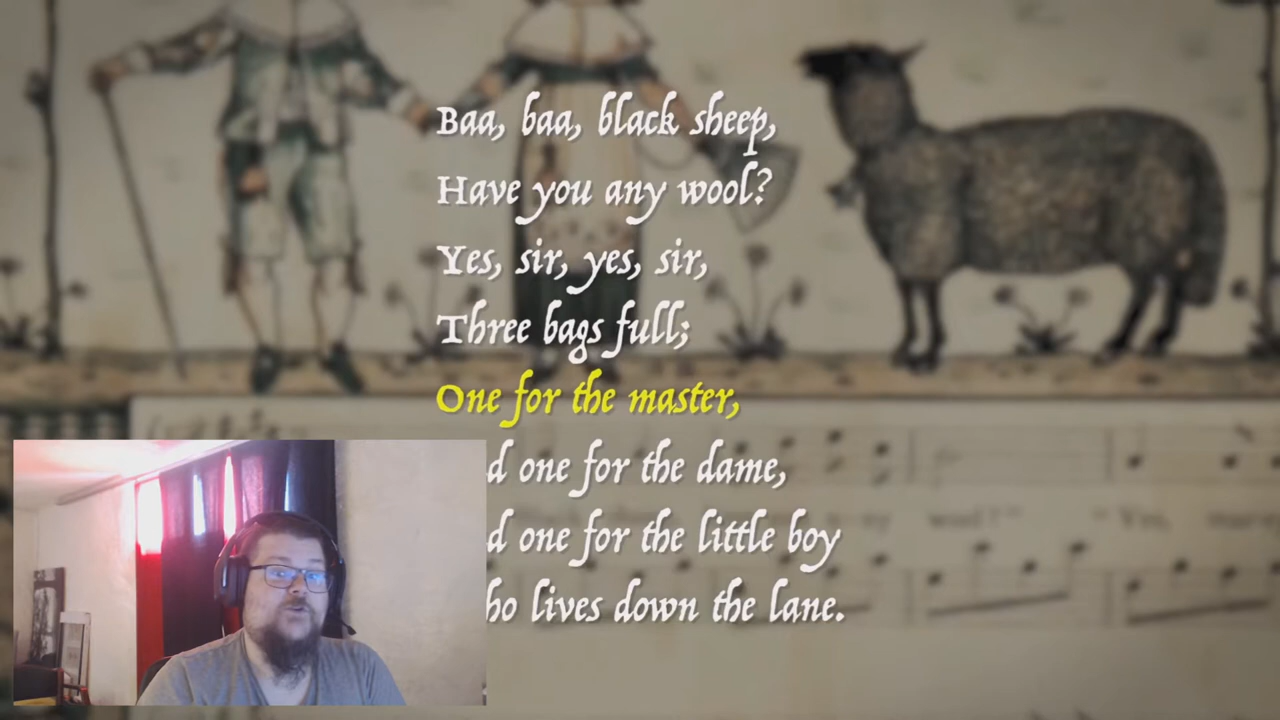 Baa, baa, black sheep,
Have you any wool?
Yes, sir, yes, sir,
Three bags full;
One for the master,
d one for the dame,
d one for the little boy
ho lives down the lane.